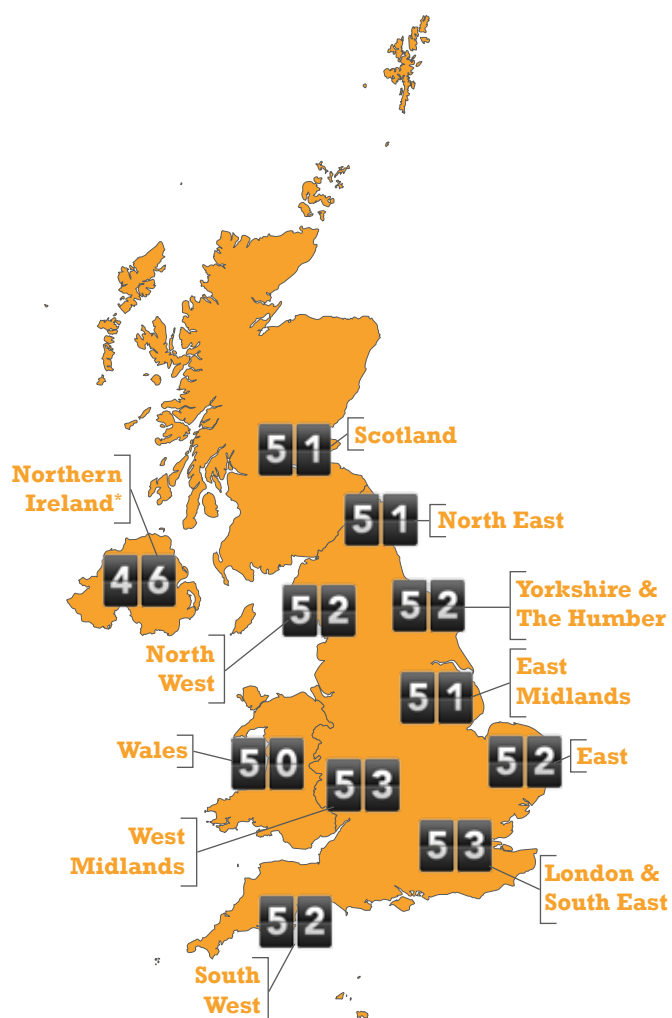 51
Scotland
Northern
Ireland*
51
North East
46
52
52
Yorkshire &
The Humber
North
West
51
East
Midlands
Wales
50
52
East
53
West
Midlands
53
London &
South East
52
South
West